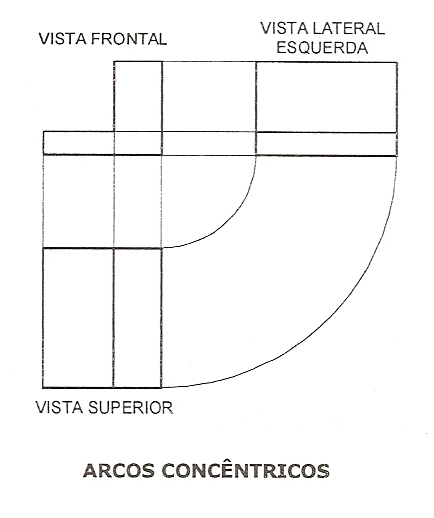 VISTA FRONTAL
VISTA LATERAL
ESQUERDA
VISTA SUPERIOR
ARCOS CONCÊNTRICOS